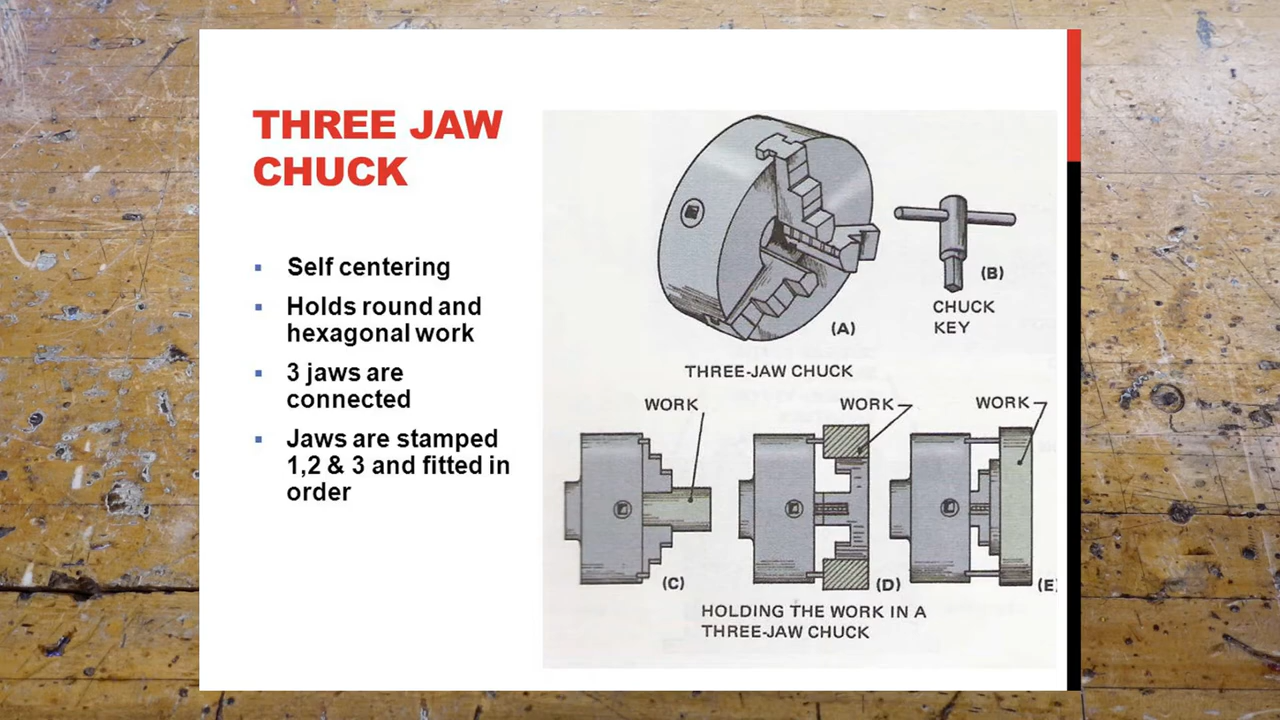 THREE JAW
CHUCK
▪ Self centering
▪ Holds round and
hexagonal work
▪ 3 jaws are
connected
▪ Jaws are stamped
1,2 & 3 and fitted in
order
(A)
(B)
CHUCK
KEY
THREE-JAW CHUCK
WORK
WORK
WORK
(C)
(D)
(E)
HOLDING THE WORK IN A
THREE-JAW CHUCK